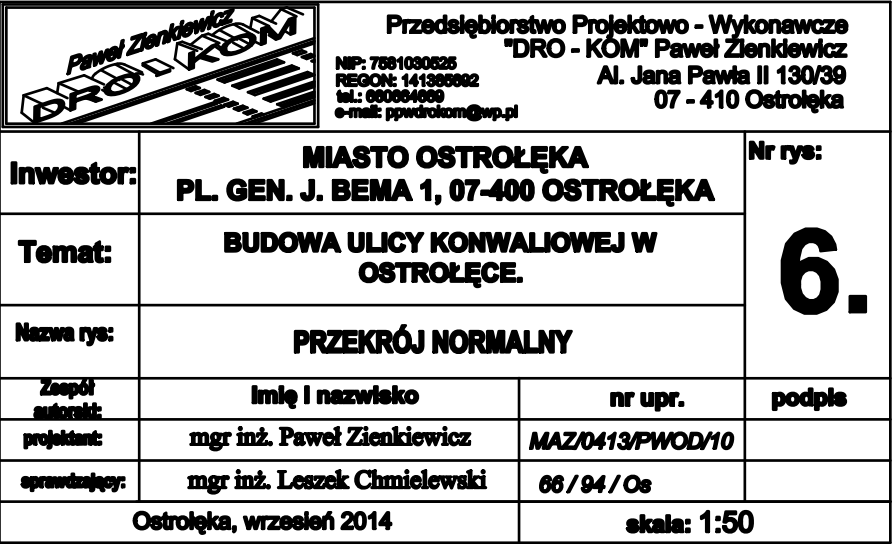 Paweł Zienkiewicz
DRO - KOM
Przedsiębiorstwo Projektowo - Wykonawcze
"DRO - KOM" Paweł Zienkiewicz
NIP: 7581030525
REGON: 141385692
tel.: 660664669
e-mail: ppwdrokom@wp.pl
Al. Jana Pawła II 130/39
07 - 410 Ostrołęka
Inwestor:
MIASTO OSTROŁĘKA
PL. GEN. J. BEMA 1, 07-400 OSTROŁĘKA
Nr rys:
6.
Temat:
BUDOWA ULICY KONWALIOWEJ W
OSTROŁĘCE.
Nazwa rys:
PRZEKRÓJ NORMALNY
Zespół
autorski:
imię i nazwisko
nr upr.
podpis
projektant:
mgr inż. Paweł Zienkiewicz
MAZ/0413/PWOD/10
sprawdzający:
mgr inż. Leszek Chmielewski
66 / 94 / Os
Ostrołęka, wrzesień 2014
skala: 1:50